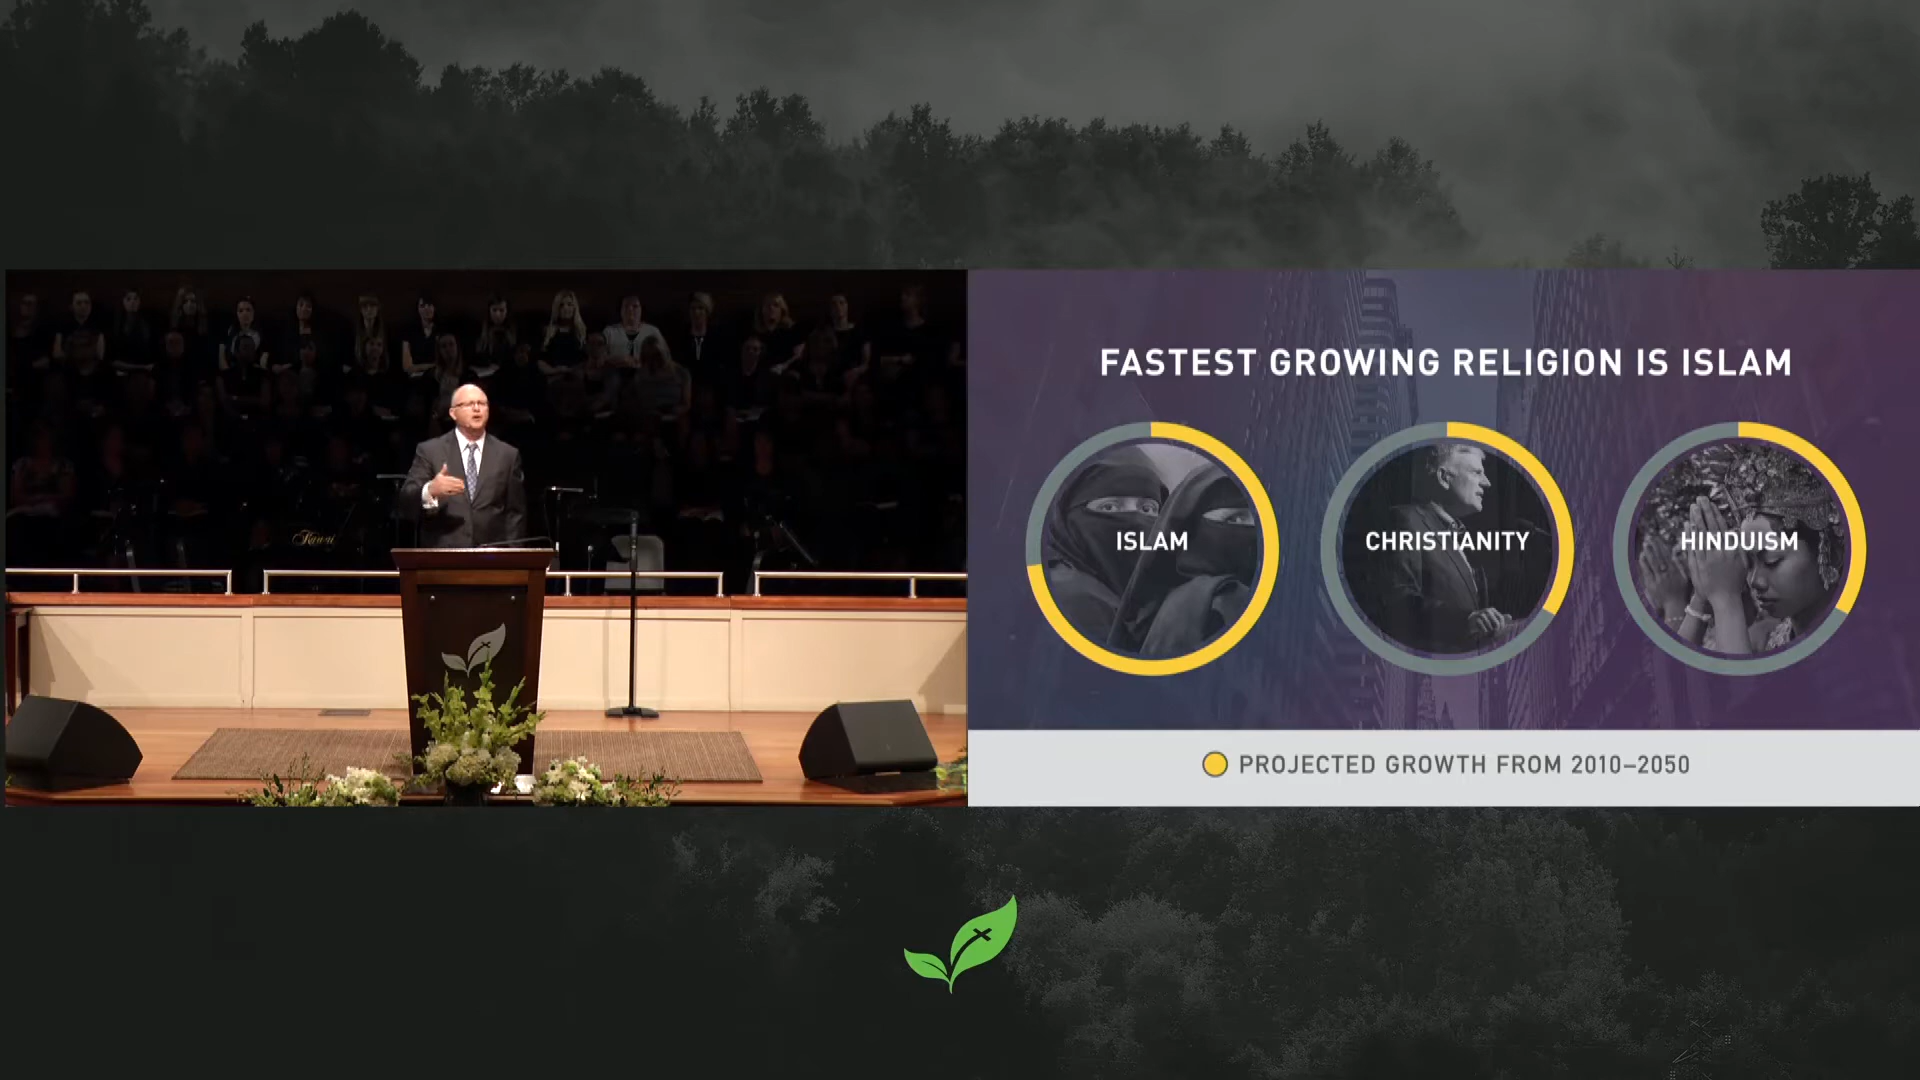 FASTEST GROWING RELIGION IS ISLAM
ISLAM
CHRISTIANITY
HINDUISM
PROJECTED GROWTH FROM 2010–2050